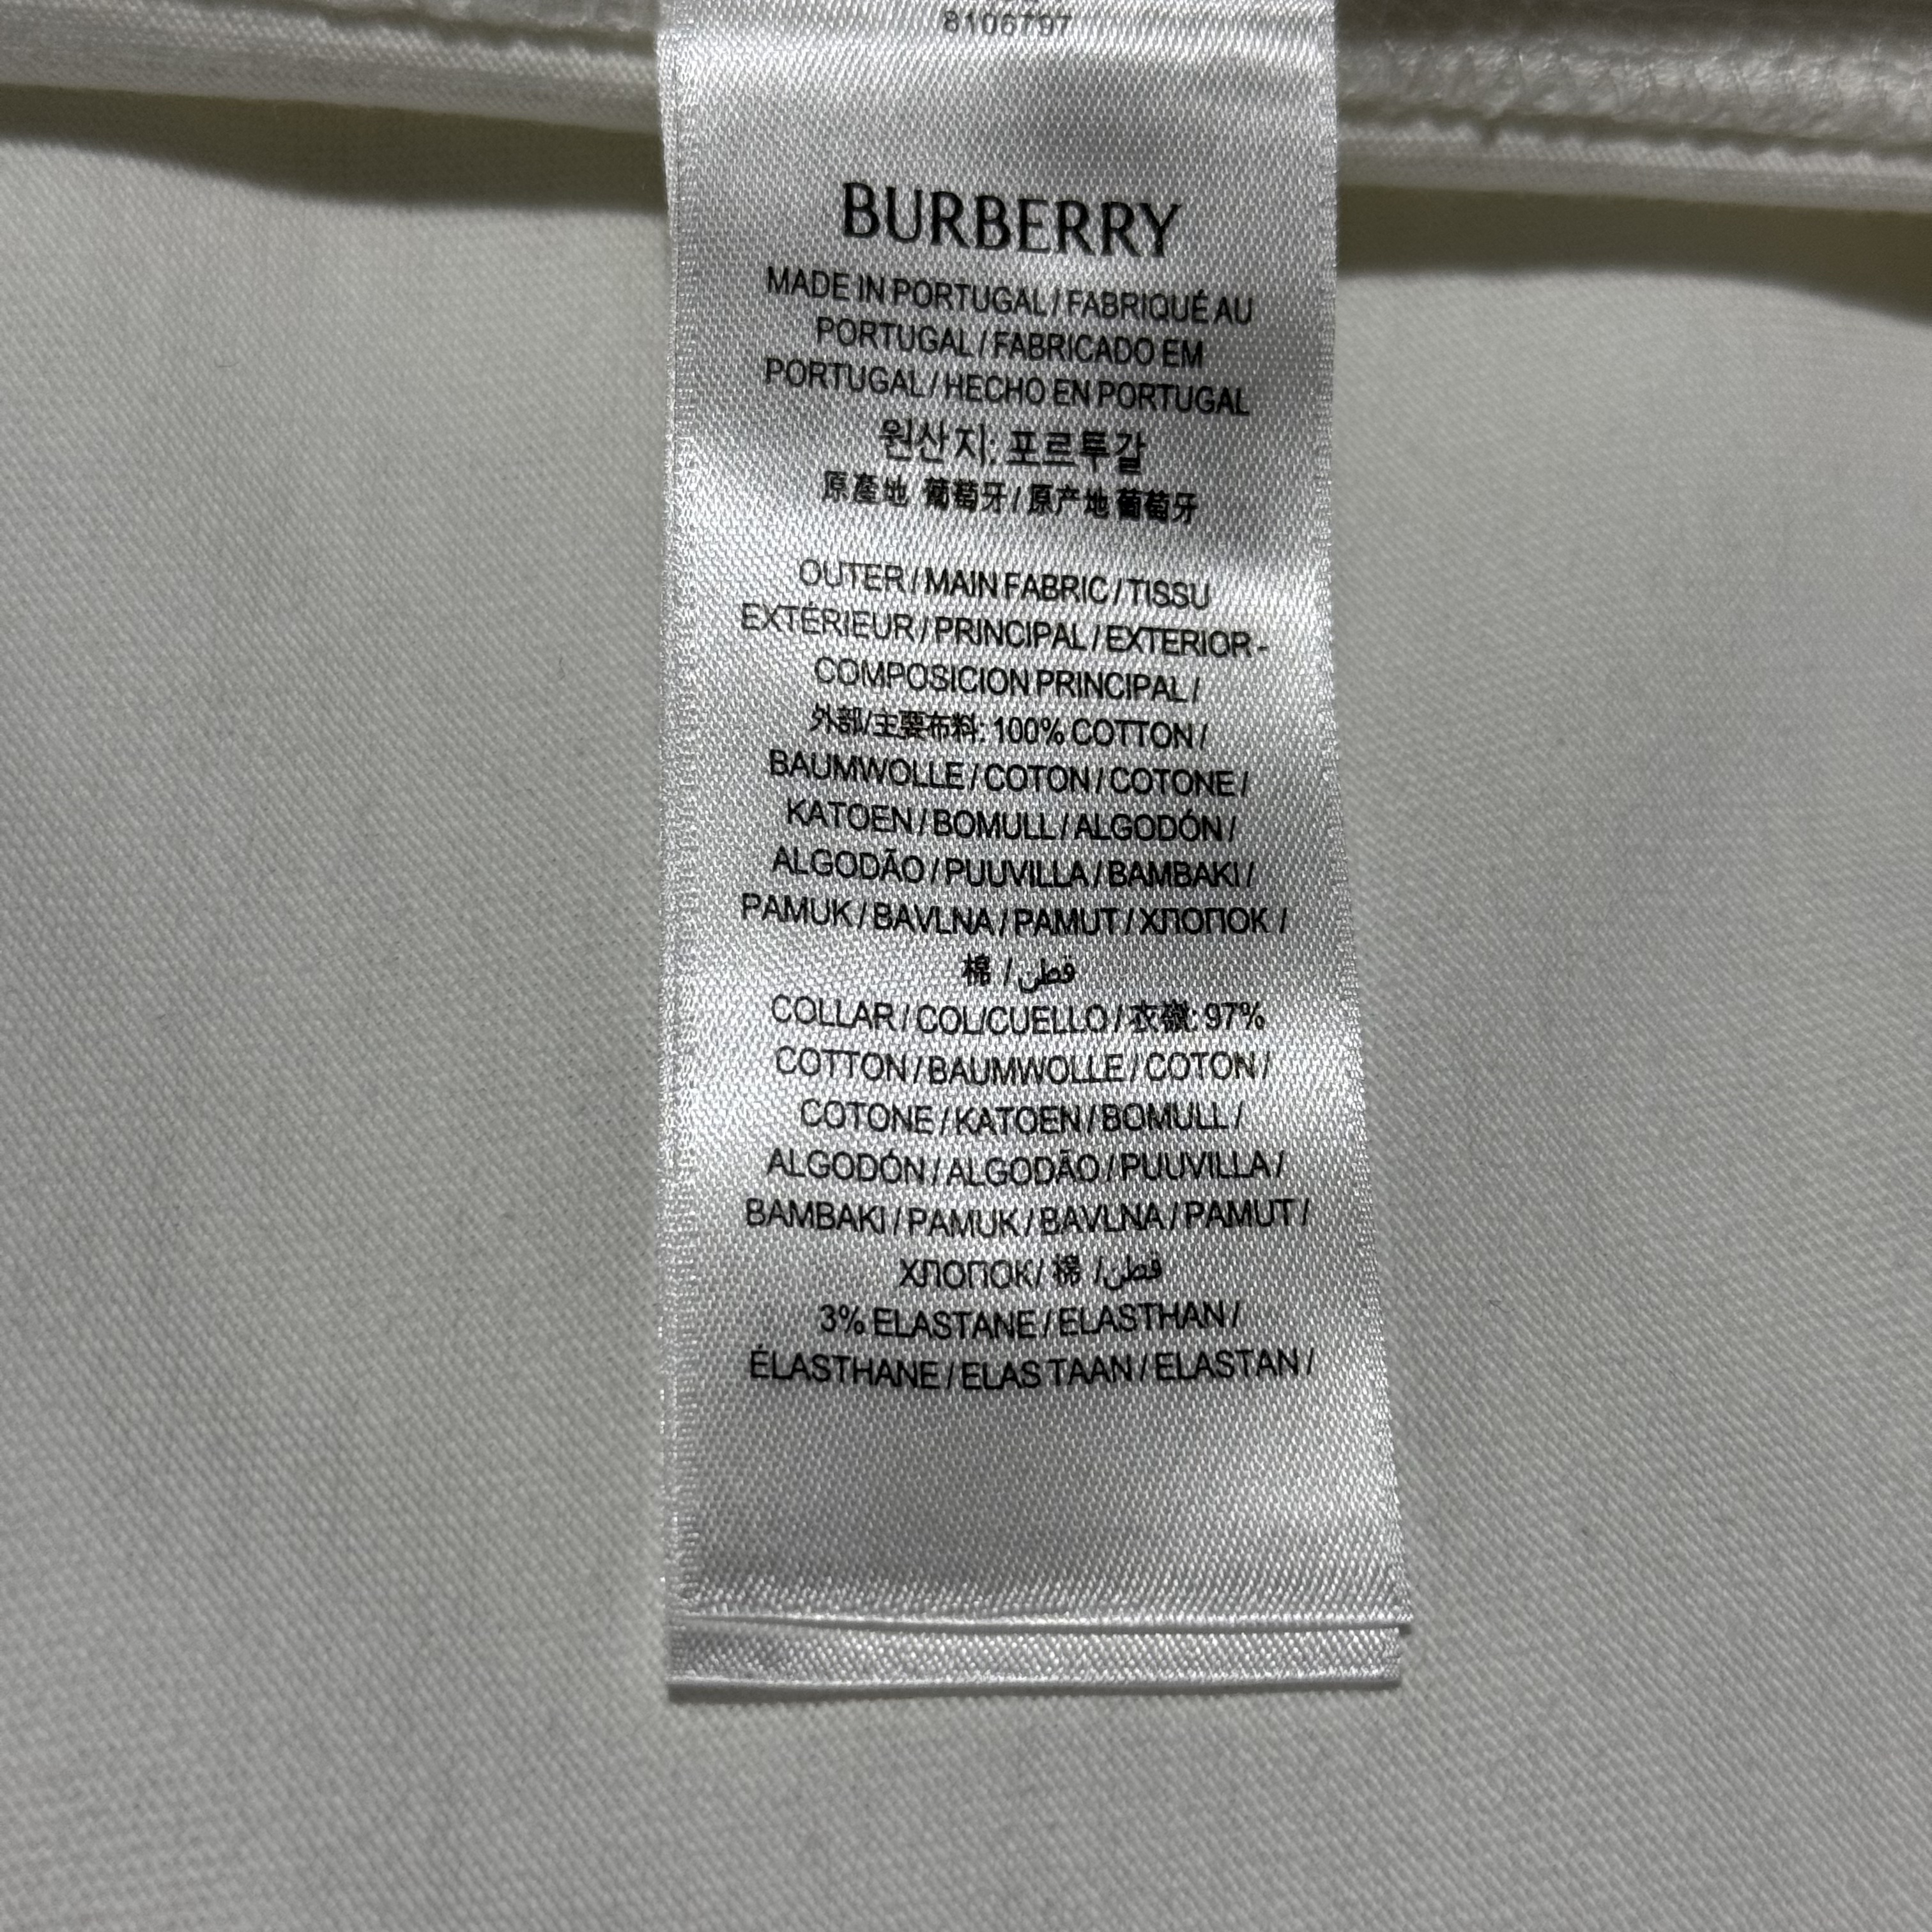 8106797
BURBERRY
MADE IN PORTUGAL / FABRIQUÉ AU
PORTUGAL / FABRICADO EM
PORTUGAL / HECHO EN PORTUGAL
원산지: 포르투갈
原產地 葡萄牙 / 原产地 葡萄牙
OUTER / MAIN FABRIC / TISSU
EXTÉRIEUR / PRINCIPAL / EXTERIOR -
COMPOSICION PRINCIPAL /
外部/主要布料: 100% COTTON /
BAUMWOLLE / COTON / COTONE /
KATOEN / BOMULL / ALGODÓN /
ALGODÃO / PUUVILLA / BAMBAKI /
PAMUK / BAVLNA / PAMUT / ХЛОПОК /
棉 / قطن
COLLAR / COL/CUELLO / 衣領: 97%
COTTON / BAUMWOLLE / COTON /
COTONE / KATOEN / BOMULL /
ALGODÓN / ALGODÃO / PUUVILLA /
BAMBAKI / PAMUK / BAVLNA / PAMUT /
ХЛОПОК/ 棉 / قطن
3% ELASTANE / ELASTHAN /
ÉLASTHANE / ELASTAAN / ELASTAN /